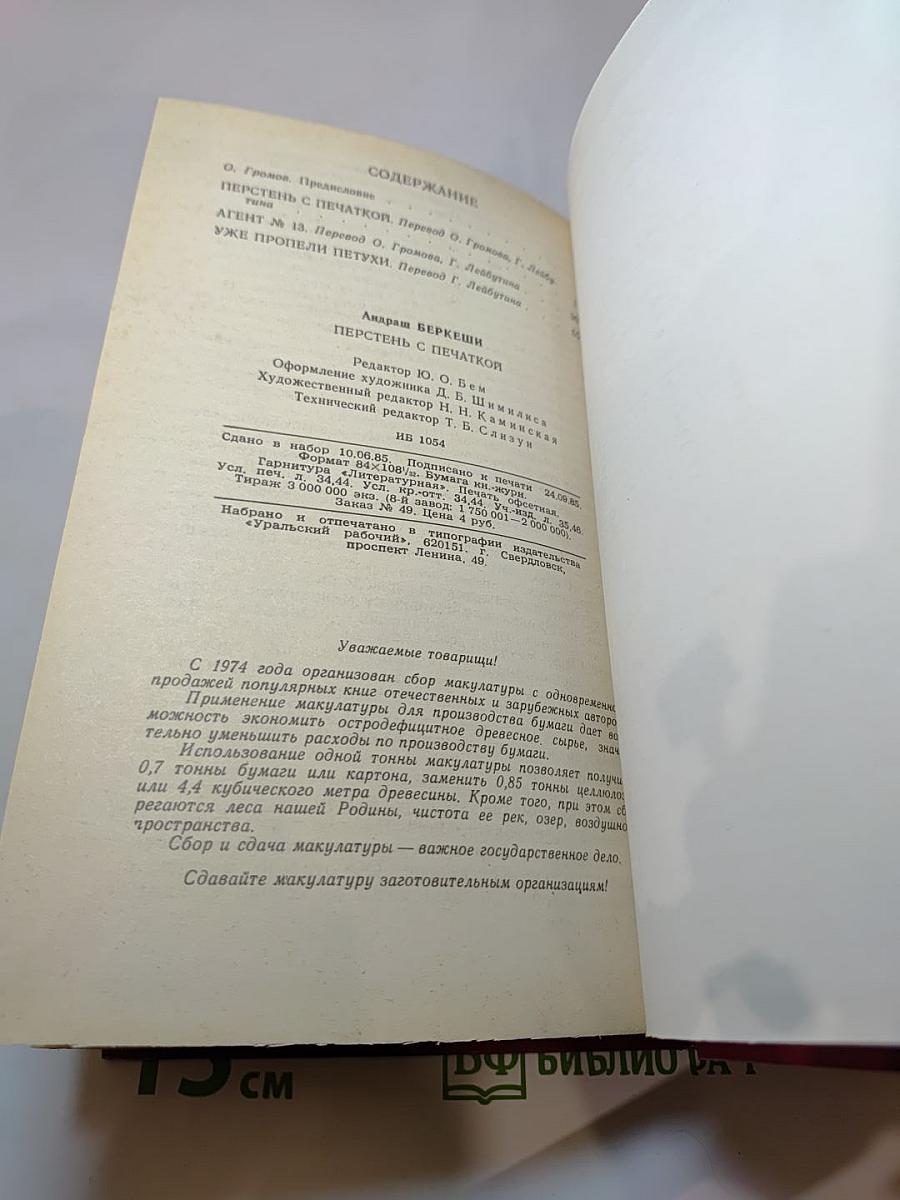 СОДЕРЖАНИЕ
О. Громов. Предисловие . . . . . .
ПЕРСТЕНЬ С ПЕЧАТКОЙ. Перевод О. Громова, Г. Лейбу
тина . . . . . .
АГЕНТ № 13. Перевод О. Громова, Г. Лейбутина . .
УЖЕ ПРОПЕЛИ ПЕТУХИ. Перевод Г. Лейбутина . .
Андраш БЕРКЕШИ
ПЕРСТЕНЬ С ПЕЧАТКОЙ
Редактор Ю. О. Бем
Оформление художника Д. Б. Шимилиса
Художественный редактор Н. Н. Каминская
Технический редактор Т. Б. Слизун
ИБ 1054
Сдано в набор 10.06.85. Подписано к печати 24.09.85.
Формат 84×108¹/₃₂. Бумага кн.-журн.
Гарнитура «Литературная». Печать офсетная.
Усл. печ. л. 34,44. Усл. кр.-отт. 34,44. Уч.-изд. л. 35,46.
Тираж 3 000 000 экз. (8-й завод: 1 750 001—2 000 000).
Заказ № 49. Цена 4 руб.
Набрано и отпечатано в типографии издательства
«Уральский рабочий», 620151. г. Свердловск,
проспект Ленина, 49.
Уважаемые товарищи!
С 1974 года организован сбор макулатуры с одновременно
продажей популярных книг отечественных и зарубежных авторо
Применение макулатуры для производства бумаги дает во
можность экономить остродефицитное древесное сырье, знач
тельно уменьшить расходы по производству бумаги.
Использование одной тонны макулатуры позволяет получи
0,7 тонны бумаги или картона, заменить 0,85 тонны целлюло
или 4,4 кубического метра древесины. Кроме того, при этом сб
регаются леса нашей Родины, чистота ее рек, озер, воздушно
пространства.
Сбор и сдача макулатуры — важное государственное дело.
Сдавайте макулатуру заготовительным организациям!
15 см
БФ